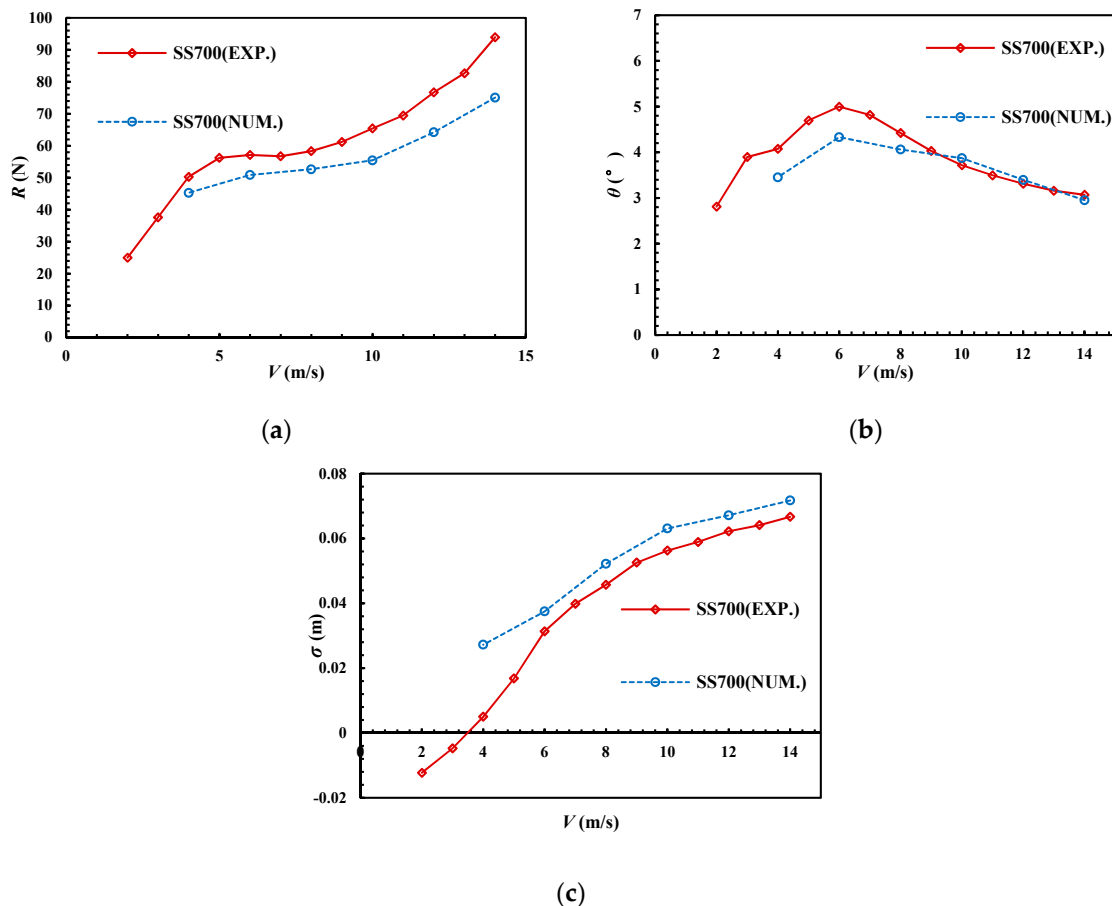 100
90
80
70
60
50
40
30
20
10
0
R (N)
SS700(EXP.)
SS700(NUM.)
0 5 10 15
V (m/s)
(a)
7
6
5
4
3
2
1
0
θ (°)
SS700(EXP.)
SS700(NUM.)
0 2 4 6 8 10 12 14
V (m/s)
(b)
0.08
0.06
0.04
0.02
0
-0.02
σ (m)
SS700(EXP.)
SS700(NUM.)
0 2 4 6 8 10 12 14
V (m/s)
(c)